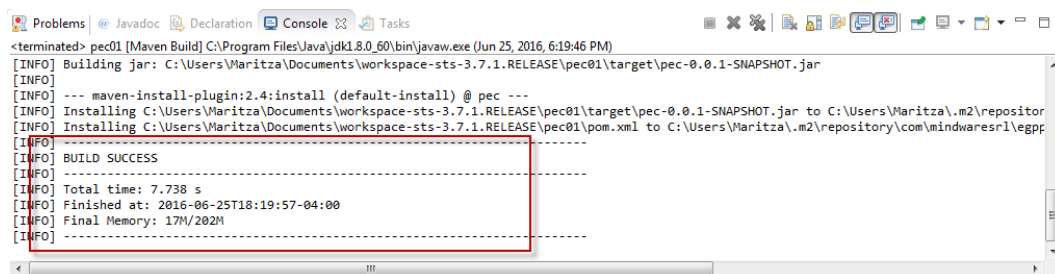 Problems @ Javadoc Declaration Console Tasks
<terminated> pec01 [Maven Build] C:\Program Files\Java\jdk1.8.0_60\bin\javaw.exe (Jun 25, 2016, 6:19:46 PM)
[INFO] Building jar: C:\Users\Maritza\Documents\workspace-sts-3.7.1.RELEASE\pec01\target\pec-0.0.1-SNAPSHOT.jar
[INFO]
[INFO] --- maven-install-plugin:2.4:install (default-install) @ pec ---
[INFO] Installing C:\Users\Maritza\Documents\workspace-sts-3.7.1.RELEASE\pec01\target\pec-0.0.1-SNAPSHOT.jar to C:\Users\Maritza\.m2\repositor
[INFO] Installing C:\Users\Maritza\Documents\workspace-sts-3.7.1.RELEASE\pec01\pom.xml to C:\Users\Maritza\.m2\repository\com\mindwaresrl\egpp
[INFO] ------------------------------------------------------------------------
[INFO] BUILD SUCCESS
[INFO] ------------------------------------------------------------------------
[INFO] Total time: 7.738 s
[INFO] Finished at: 2016-06-25T18:19:57-04:00
[INFO] Final Memory: 17M/202M
[INFO] ------------------------------------------------------------------------